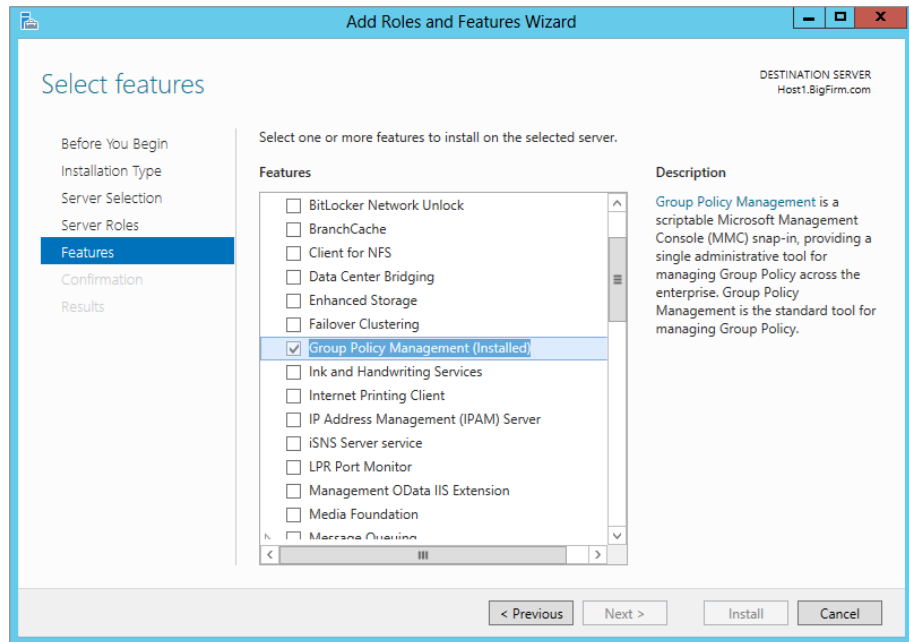 Add Roles and Features Wizard
Select features
DESTINATION SERVER
Host1.BigFirm.com
Before You Begin
Installation Type
Server Selection
Server Roles
Features
Confirmation
Results
Select one or more features to install on the selected server.
Features
BitLocker Network Unlock
BranchCache
Client for NFS
Data Center Bridging
Enhanced Storage
Failover Clustering
Group Policy Management (Installed)
Ink and Handwriting Services
Internet Printing Client
IP Address Management (IPAM) Server
iSNS Server service
LPR Port Monitor
Management OData IIS Extension
Media Foundation
Message Queuing
Description
Group Policy Management is a
scriptable Microsoft Management
Console (MMC) snap-in, providing a
single administrative tool for
managing Group Policy across the
enterprise. Group Policy
Management is the standard tool for
managing Group Policy.
< Previous
Next >
Install
Cancel